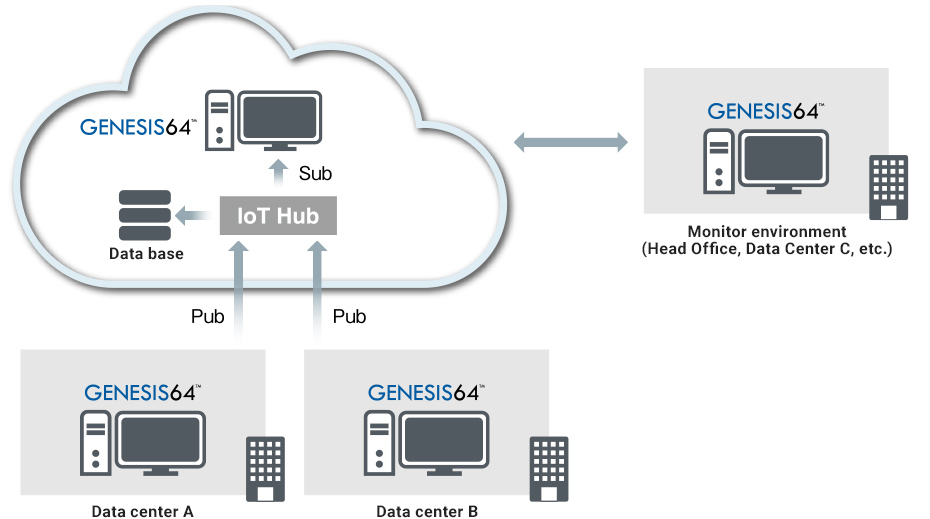 GENESIS64™
Sub
IoT Hub
Data base
Pub
Pub
GENESIS64™
Monitor environment
(Head Office, Data Center C, etc.)
GENESIS64™
Data center A
GENESIS64™
Data center B